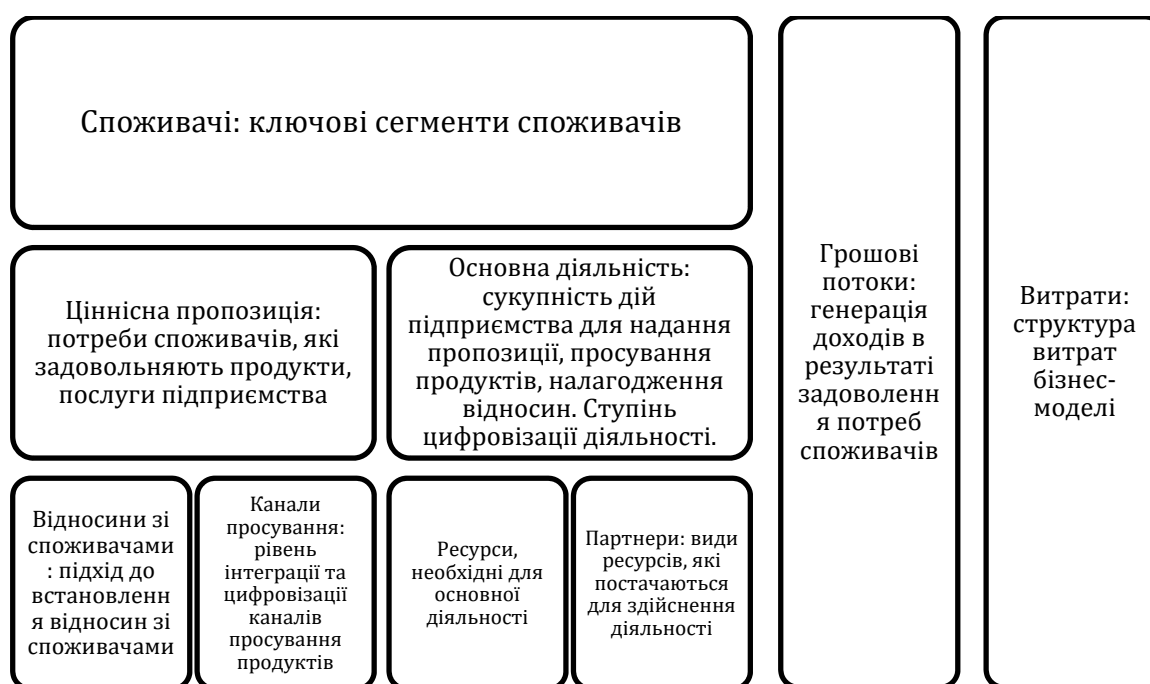 Споживачі: ключові сегменти споживачів
Ціннісна пропозиція:
потреби споживачів, які
задовольняють продукти,
послуги підприємства
Основна діяльність:
сукупність дій
підприємства для надання
пропозиції, просування
продуктів, налагодження
відносин. Ступінь
цифровізації діяльності.
Відносини зі
споживачами
: підхід до
встановленн
я відносин зі
споживачами
Канали
просування:
рівень
інтеграції та
цифровізації
каналів
просування
продуктів
Ресурси,
необхідні для
основної
діяльності
Партнери: види
ресурсів, які
постачаються
для здійснення
діяльності
Грошові
потоки:
генерація
доходів в
результаті
задоволенн
я потреб
споживачів
Витрати:
структура
витрат
бізнес-
моделі